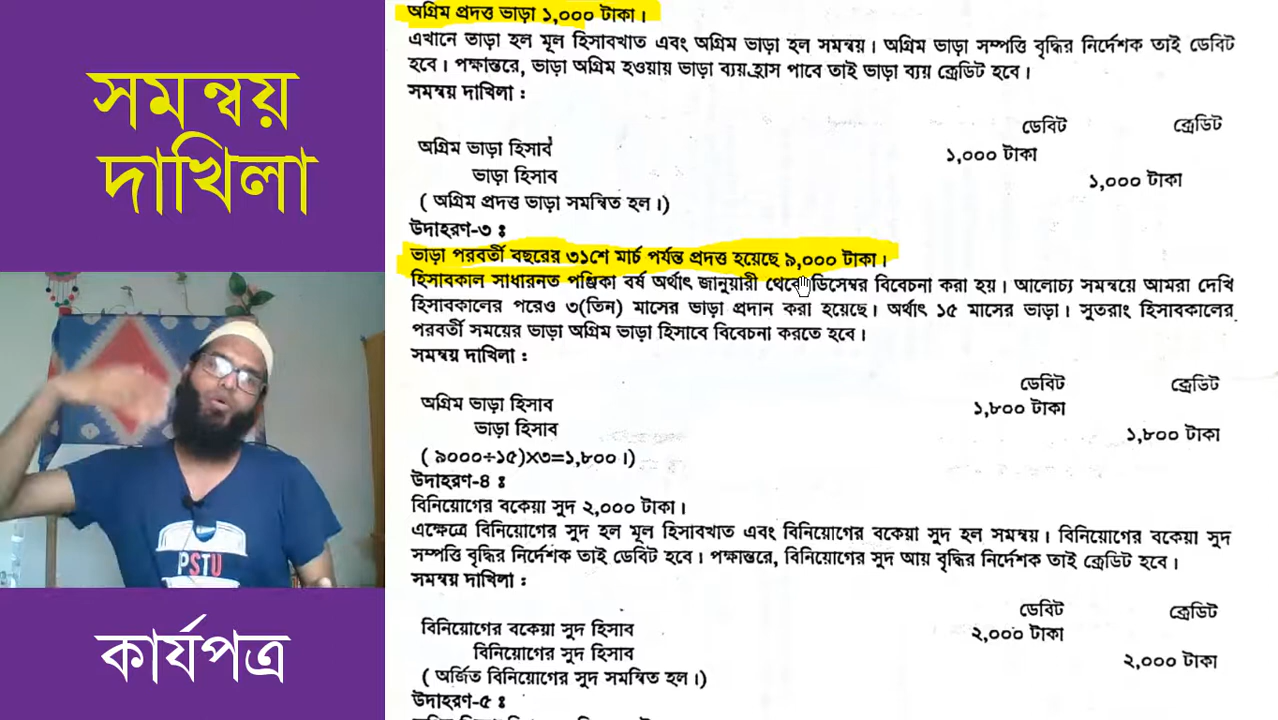 সমন্বয়
দাখিলা
কার্যপত্র
PSTU
অগ্রিম প্রদত্ত ভাড়া ১,০০০ টাকা।
এখানে ভাড়া হল মূল হিসাবখাত এবং অগ্রিম ভাড়া হল সমন্বয়। অগ্রিম ভাড়া সম্পত্তি বৃদ্ধির নির্দেশক তাই ডেবিট
হবে। পক্ষান্তরে, ভাড়া অগ্রিম হওয়ায় ভাড়া ব্যয় হ্রাস পাবে তাই ভাড়া ব্যয় ক্রেডিট হবে।
সমন্বয় দাখিলা :
ডেবিট ক্রেডিট
অগ্রিম ভাড়া হিসাব ১,০০০ টাকা
ভাড়া হিসাব ১,০০০ টাকা
( অগ্রিম প্রদত্ত ভাড়া সমন্বিত হল।)
উদাহরণ-৩ :
ভাড়া পরবর্তী বছরের ৩১শে মার্চ পর্যন্ত প্রদত্ত হয়েছে ৯,০০০ টাকা।
হিসাবকাল সাধারনত পঞ্জিকা বর্ষ অর্থাৎ জানুয়ারী থেকে ডিসেম্বর বিবেচনা করা হয়। আলোচ্য সমন্বয়ে আমরা দেখি
হিসাবকালের পরেও ৩(তিন) মাসের ভাড়া প্রদান করা হয়েছে। অর্থাৎ ১৫ মাসের ভাড়া। সুতরাং হিসাবকালের
পরবর্তী সময়ের ভাড়া অগ্রিম ভাড়া হিসাবে বিবেচনা করতে হবে।
সমন্বয় দাখিলা :
ডেবিট ক্রেডিট
অগ্রিম ভাড়া হিসাব ১,৮০০ টাকা
ভাড়া হিসাব ১,৮০০ টাকা
( ৯০০০÷১৫)×৩=১,৮০০।)
উদাহরণ-৪ :
বিনিয়োগের বকেয়া সুদ ২,০০০ টাকা।
এক্ষেত্রে বিনিয়োগের সুদ হল মূল হিসাবখাত এবং বিনিয়োগের বকেয়া সুদ হল সমন্বয়। বিনিয়োগের বকেয়া সুদ
সম্পত্তি বৃদ্ধির নির্দেশক তাই ডেবিট হবে। পক্ষান্তরে, বিনিয়োগের সুদ আয় বৃদ্ধির নির্দেশক তাই ক্রেডিট হবে।
সমন্বয় দাখিলা :
ডেবিট ক্রেডিট
বিনিয়োগের বকেয়া সুদ হিসাব ২,০০০ টাকা
বিনিয়োগের সুদ হিসাব ২,০০০ টাকা
( অর্জিত বিনিয়োগের সুদ সমন্বিত হল।)
উদাহরণ-৫ :